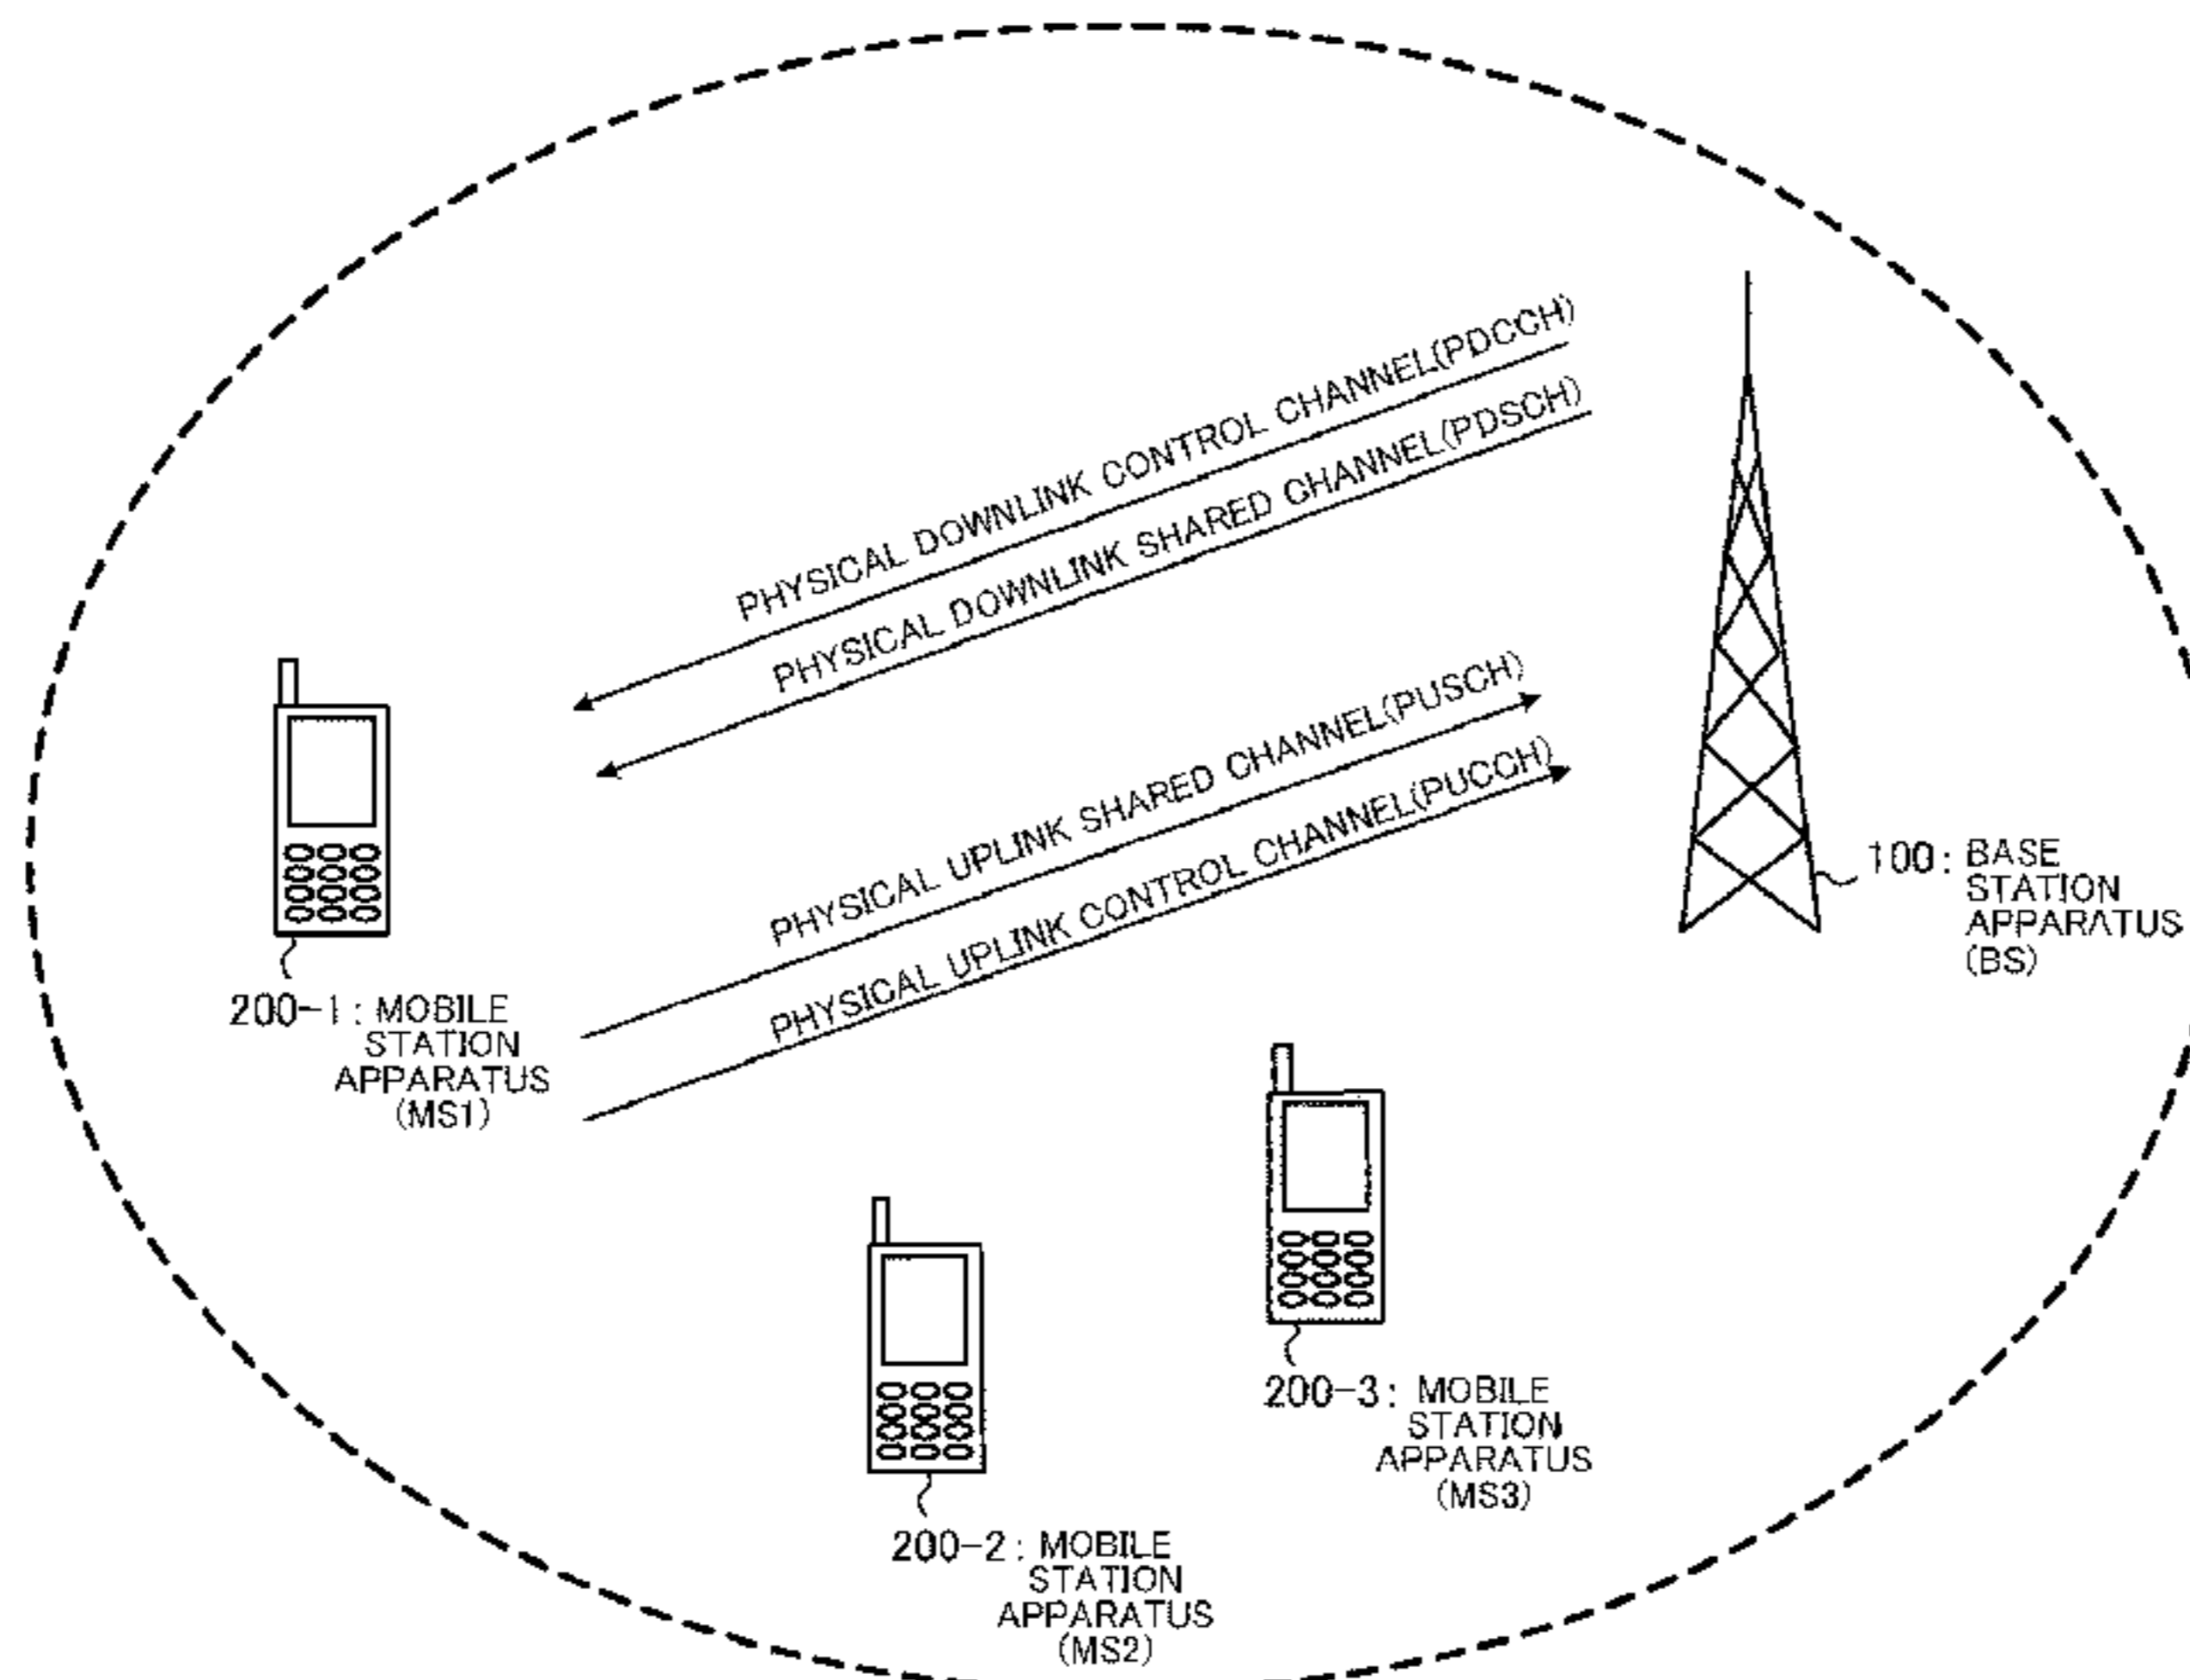 PHYSICAL DOWNLINK CONTROL CHANNEL(PDCCH)
PHYSICAL DOWNLINK SHARED CHANNEL(PDSCH)
PHYSICAL UPLINK SHARED CHANNEL(PUSCH)
PHYSICAL UPLINK CONTROL CHANNEL(PUCCH)
100: BASE
STATION
APPARATUS
(BS)
200-1: MOBILE
STATION
APPARATUS
(MS1)
200-3: MOBILE
STATION
APPARATUS
(MS3)
200-2: MOBILE
STATION
APPARATUS
(MS2)